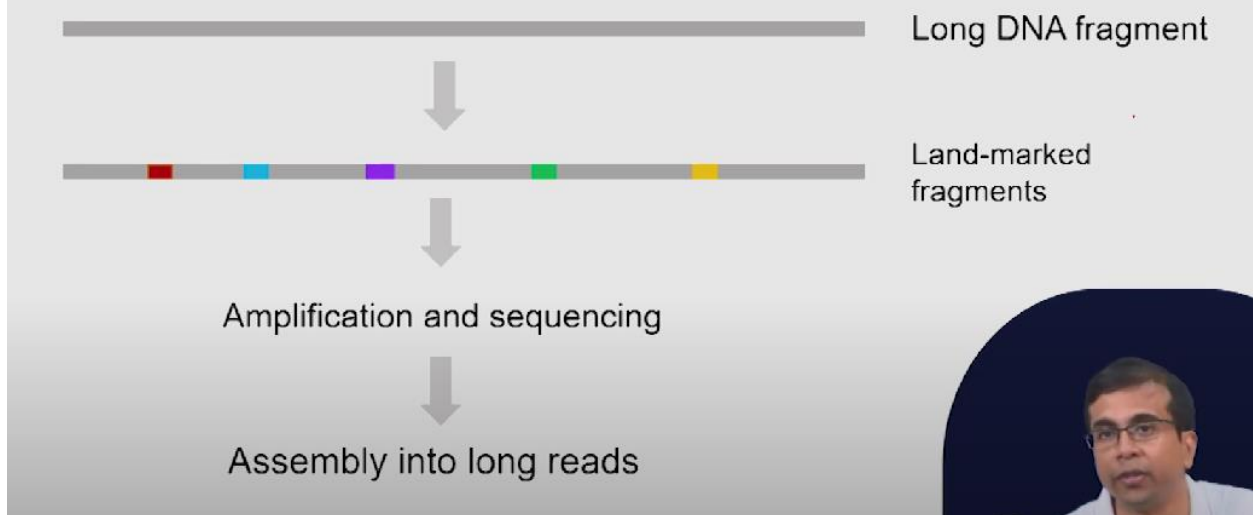 Long DNA fragment
Land-marked
fragments
Amplification and sequencing
Assembly into long reads